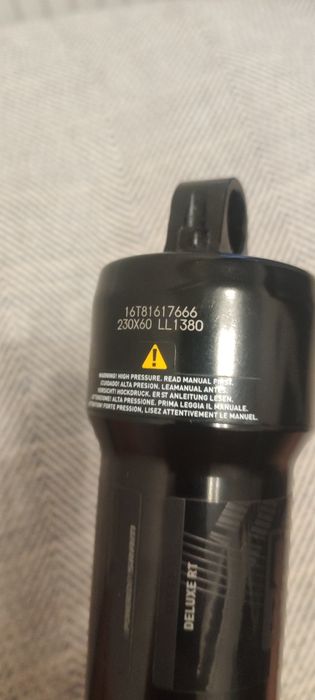 16T81617666
230X60 LL1380
WARNING! HIGH PRESSURE. READ MANUAL FIRST.
¡CUIDADO! ALTA PRESION. LEAMANUAL ANTES.
VORSICHT! HOCKDRUCK. ERST ANLEITUNG LESEN.
ATTENZIONE! ALTA PRESSIONE. PRIMA LEGGIA IL MANUALE.
ATTENTION! FORTE PRESSION, LISEZ ATTENTIVEMENT LE MANUEL.
DELUXE RT